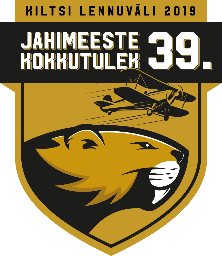 KILTSI LENNUVÄLI 2019
JAHIMEESTE
KOKKUTULEK
39.